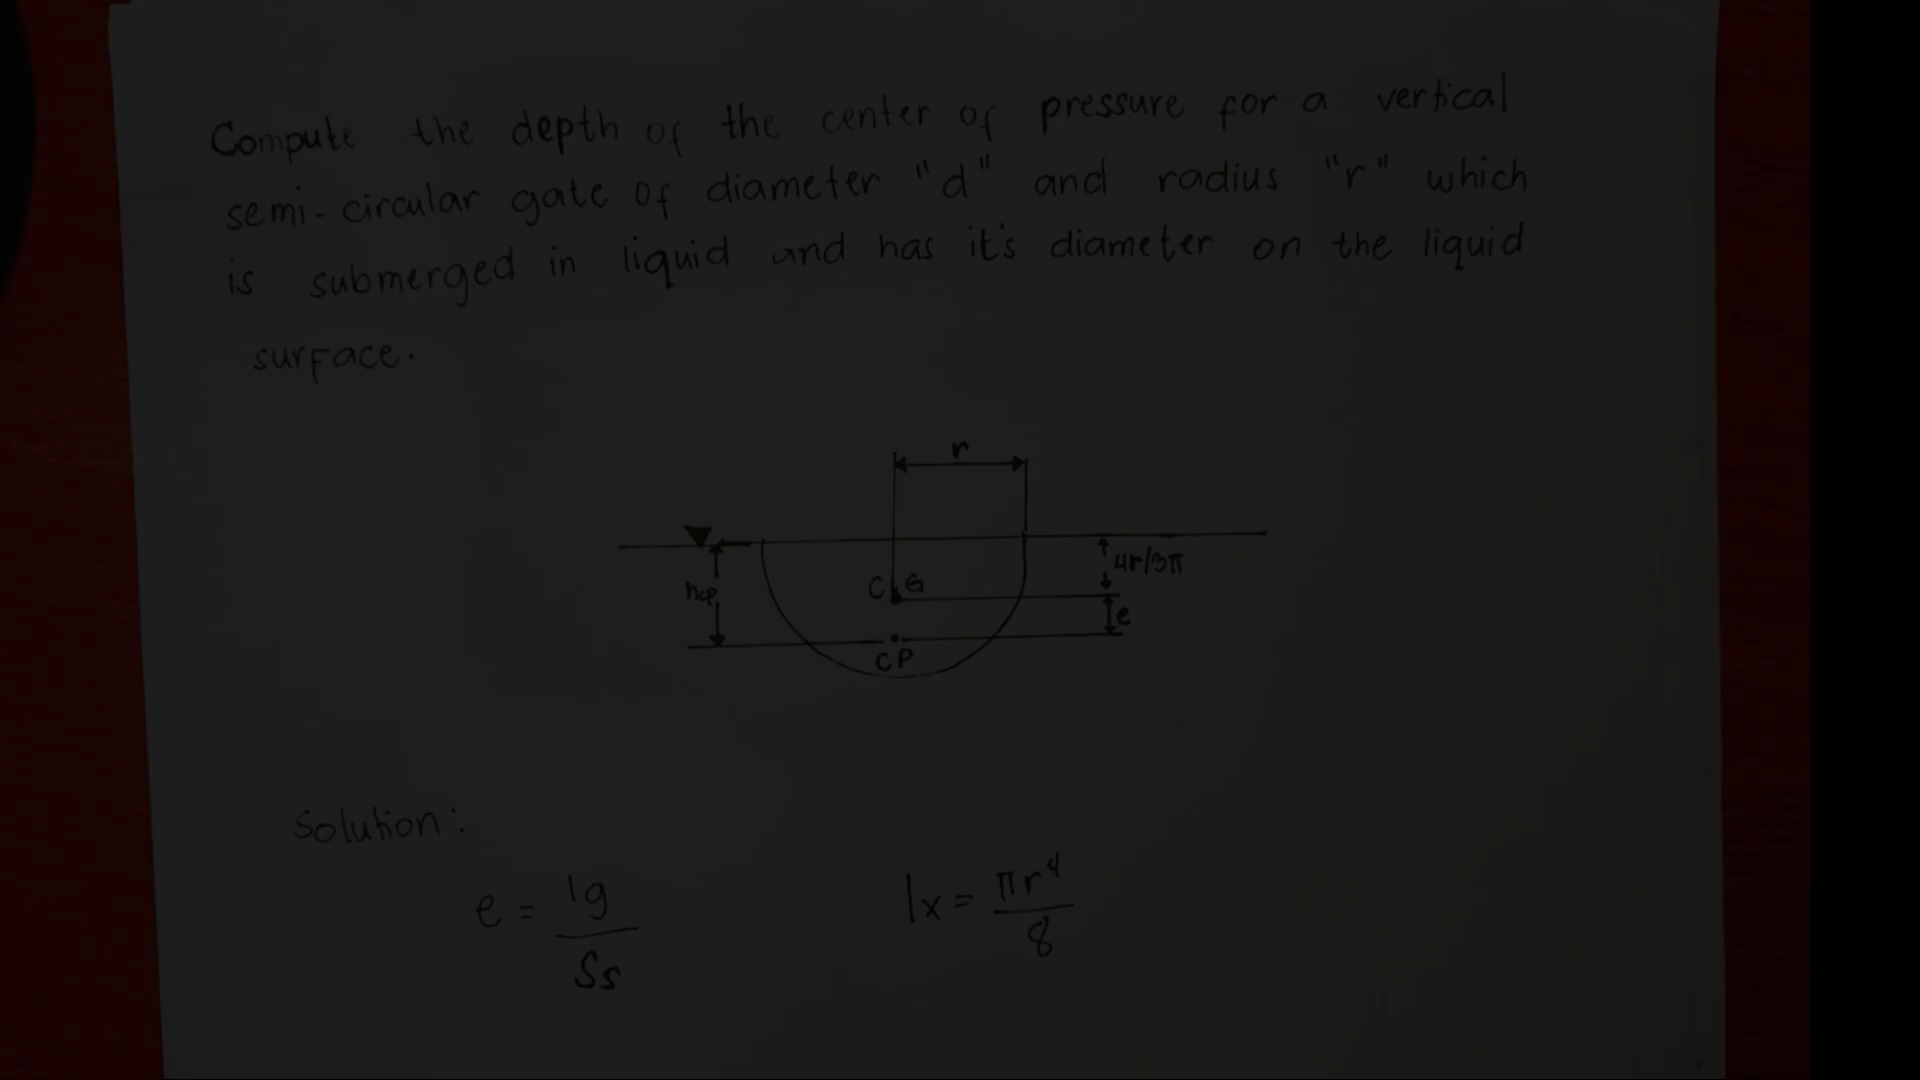 Compute the depth of the center of pressure for a vertical
semi-circular gate of diameter "d" and radius "r" which
is submerged in liquid and has it's diameter on the liquid
surface.
r
4r/3π
hcp
C G
e
CP
Solution:
e = Ig / Ss
Ix = πr⁴ / 8